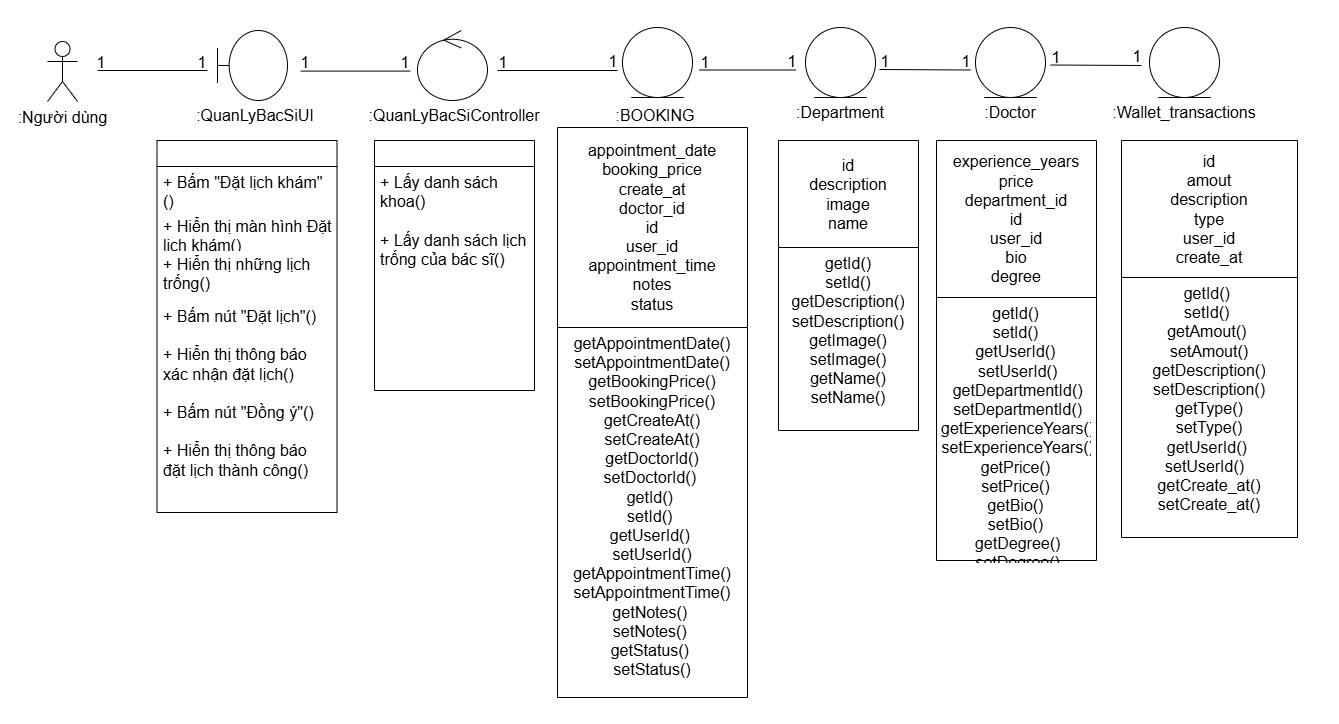 1
1
1
1
1
1
1
1
1
1
1
1
:Người dùng
:QuanLyBacSiUI
:QuanLyBacSiController
:BOOKING
:Department
:Doctor
:Wallet_transactions
+ Bấm "Đặt lịch khám"
()
+ Hiển thị màn hình Đặt
lịch khám()
+ Hiển thị những lịch
trống()
+ Bấm nút "Đặt lịch"()
+ Hiển thị thông báo
xác nhận đặt lịch()
+ Bấm nút "Đồng ý"()
+ Hiển thị thông báo
đặt lịch thành công()
+ Lấy danh sách
khoa()
+ Lấy danh sách lịch
trống của bác sĩ()
appointment_date
booking_price
create_at
doctor_id
id
user_id
appointment_time
notes
status
getAppointmentDate()
setAppointmentDate()
getBookingPrice()
setBookingPrice()
getCreateAt()
setCreateAt()
getDoctorId()
setDoctorId()
getId()
setId()
getUserId()
setUserId()
getAppointmentTime()
setAppointmentTime()
getNotes()
setNotes()
getStatus()
setStatus()
id
description
image
name
getId()
setId()
getDescription()
setDescription()
getImage()
setImage()
getName()
setName()
experience_years
price
department_id
id
user_id
bio
degree
getId()
setId()
getUserId()
setUserId()
getDepartmentId()
setDepartmentId()
getExperienceYears()
setExperienceYears()
getPrice()
setPrice()
getBio()
setBio()
getDegree()
setDegree()
id
amout
description
type
user_id
create_at
getId()
setId()
getAmout()
setAmout()
getDescription()
setDescription()
getType()
setType()
getUserId()
setUserId()
getCreate_at()
setCreate_at()